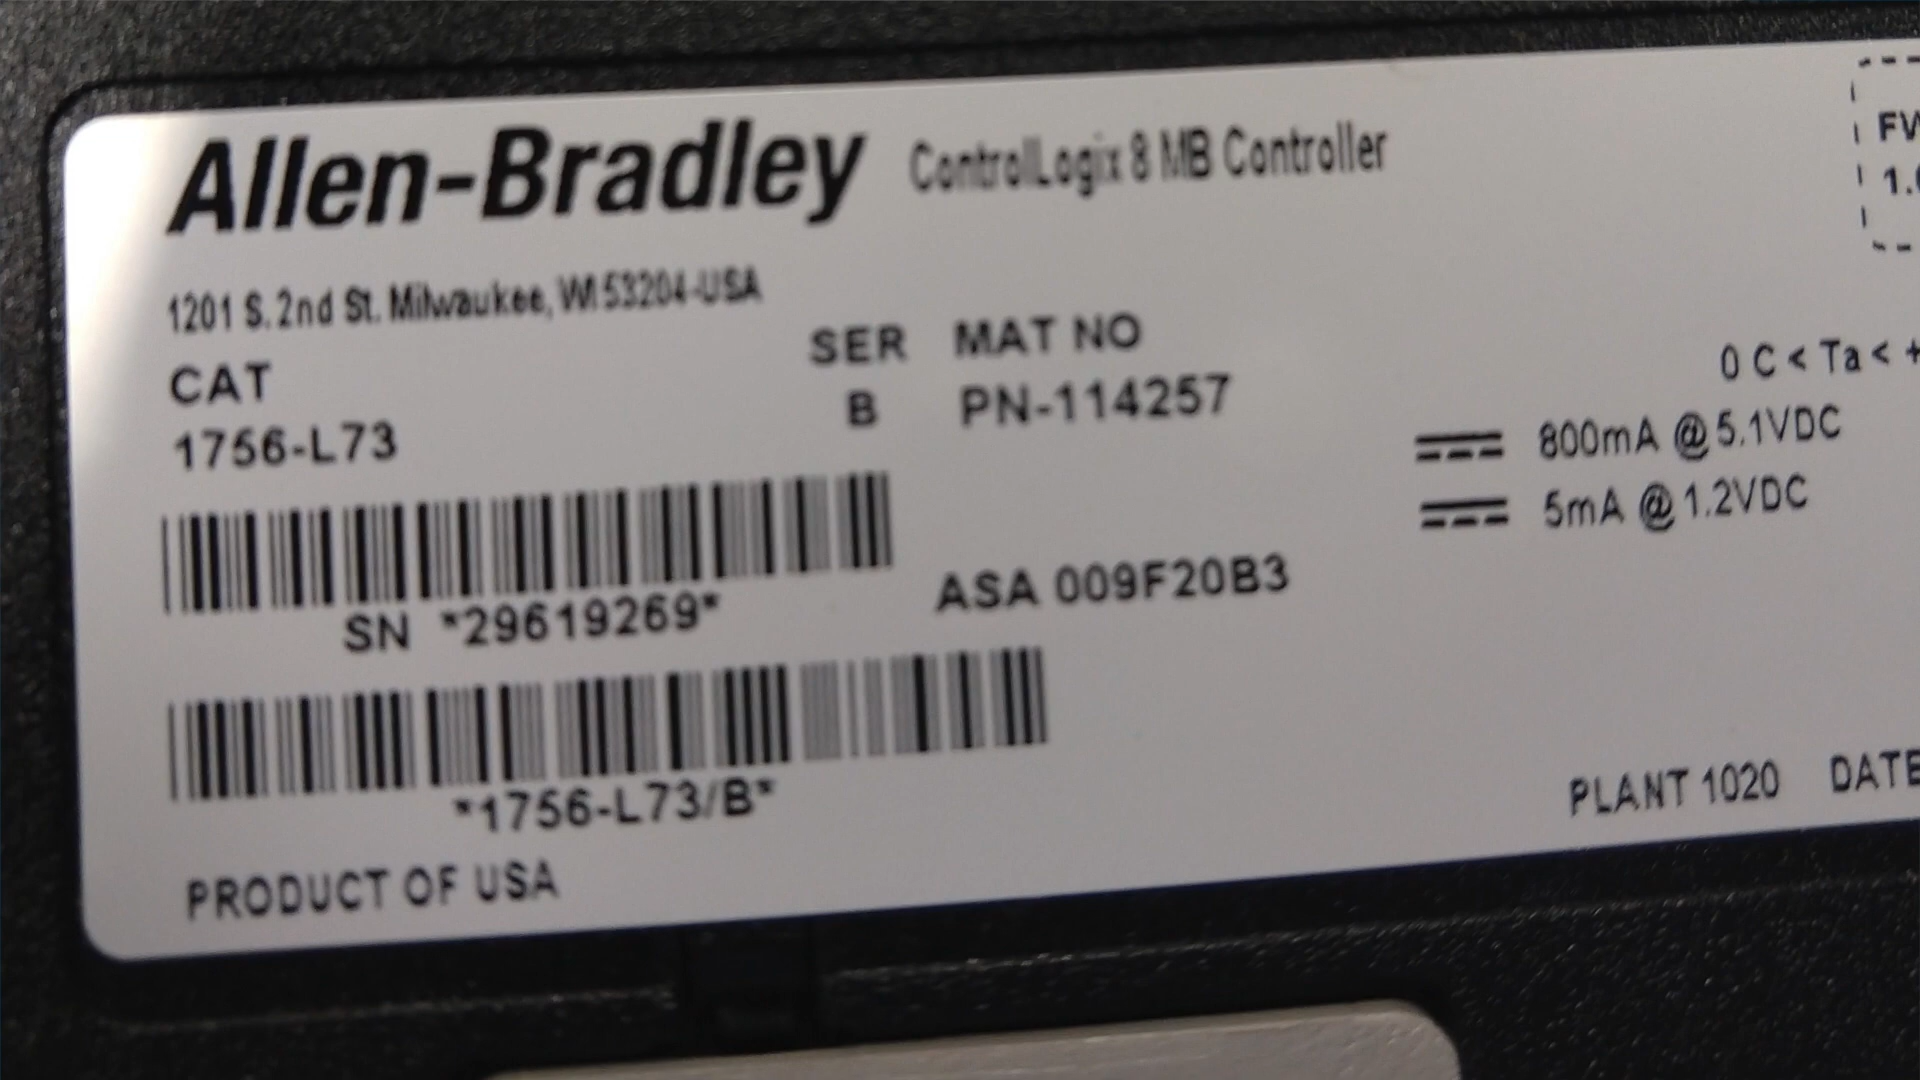 Allen-Bradley ControlLogix 8 MB Controller
FW
1.
1201 S. 2nd St. Milwaukee, WI 53204-USA
CAT SER MAT NO
1756-L73 B PN-114257
0 C < Ta < +
800mA @ 5.1VDC
5mA @ 1.2VDC
SN *29619269* ASA 009F20B3
*1756-L73/B*
PLANT 1020 DATE
PRODUCT OF USA